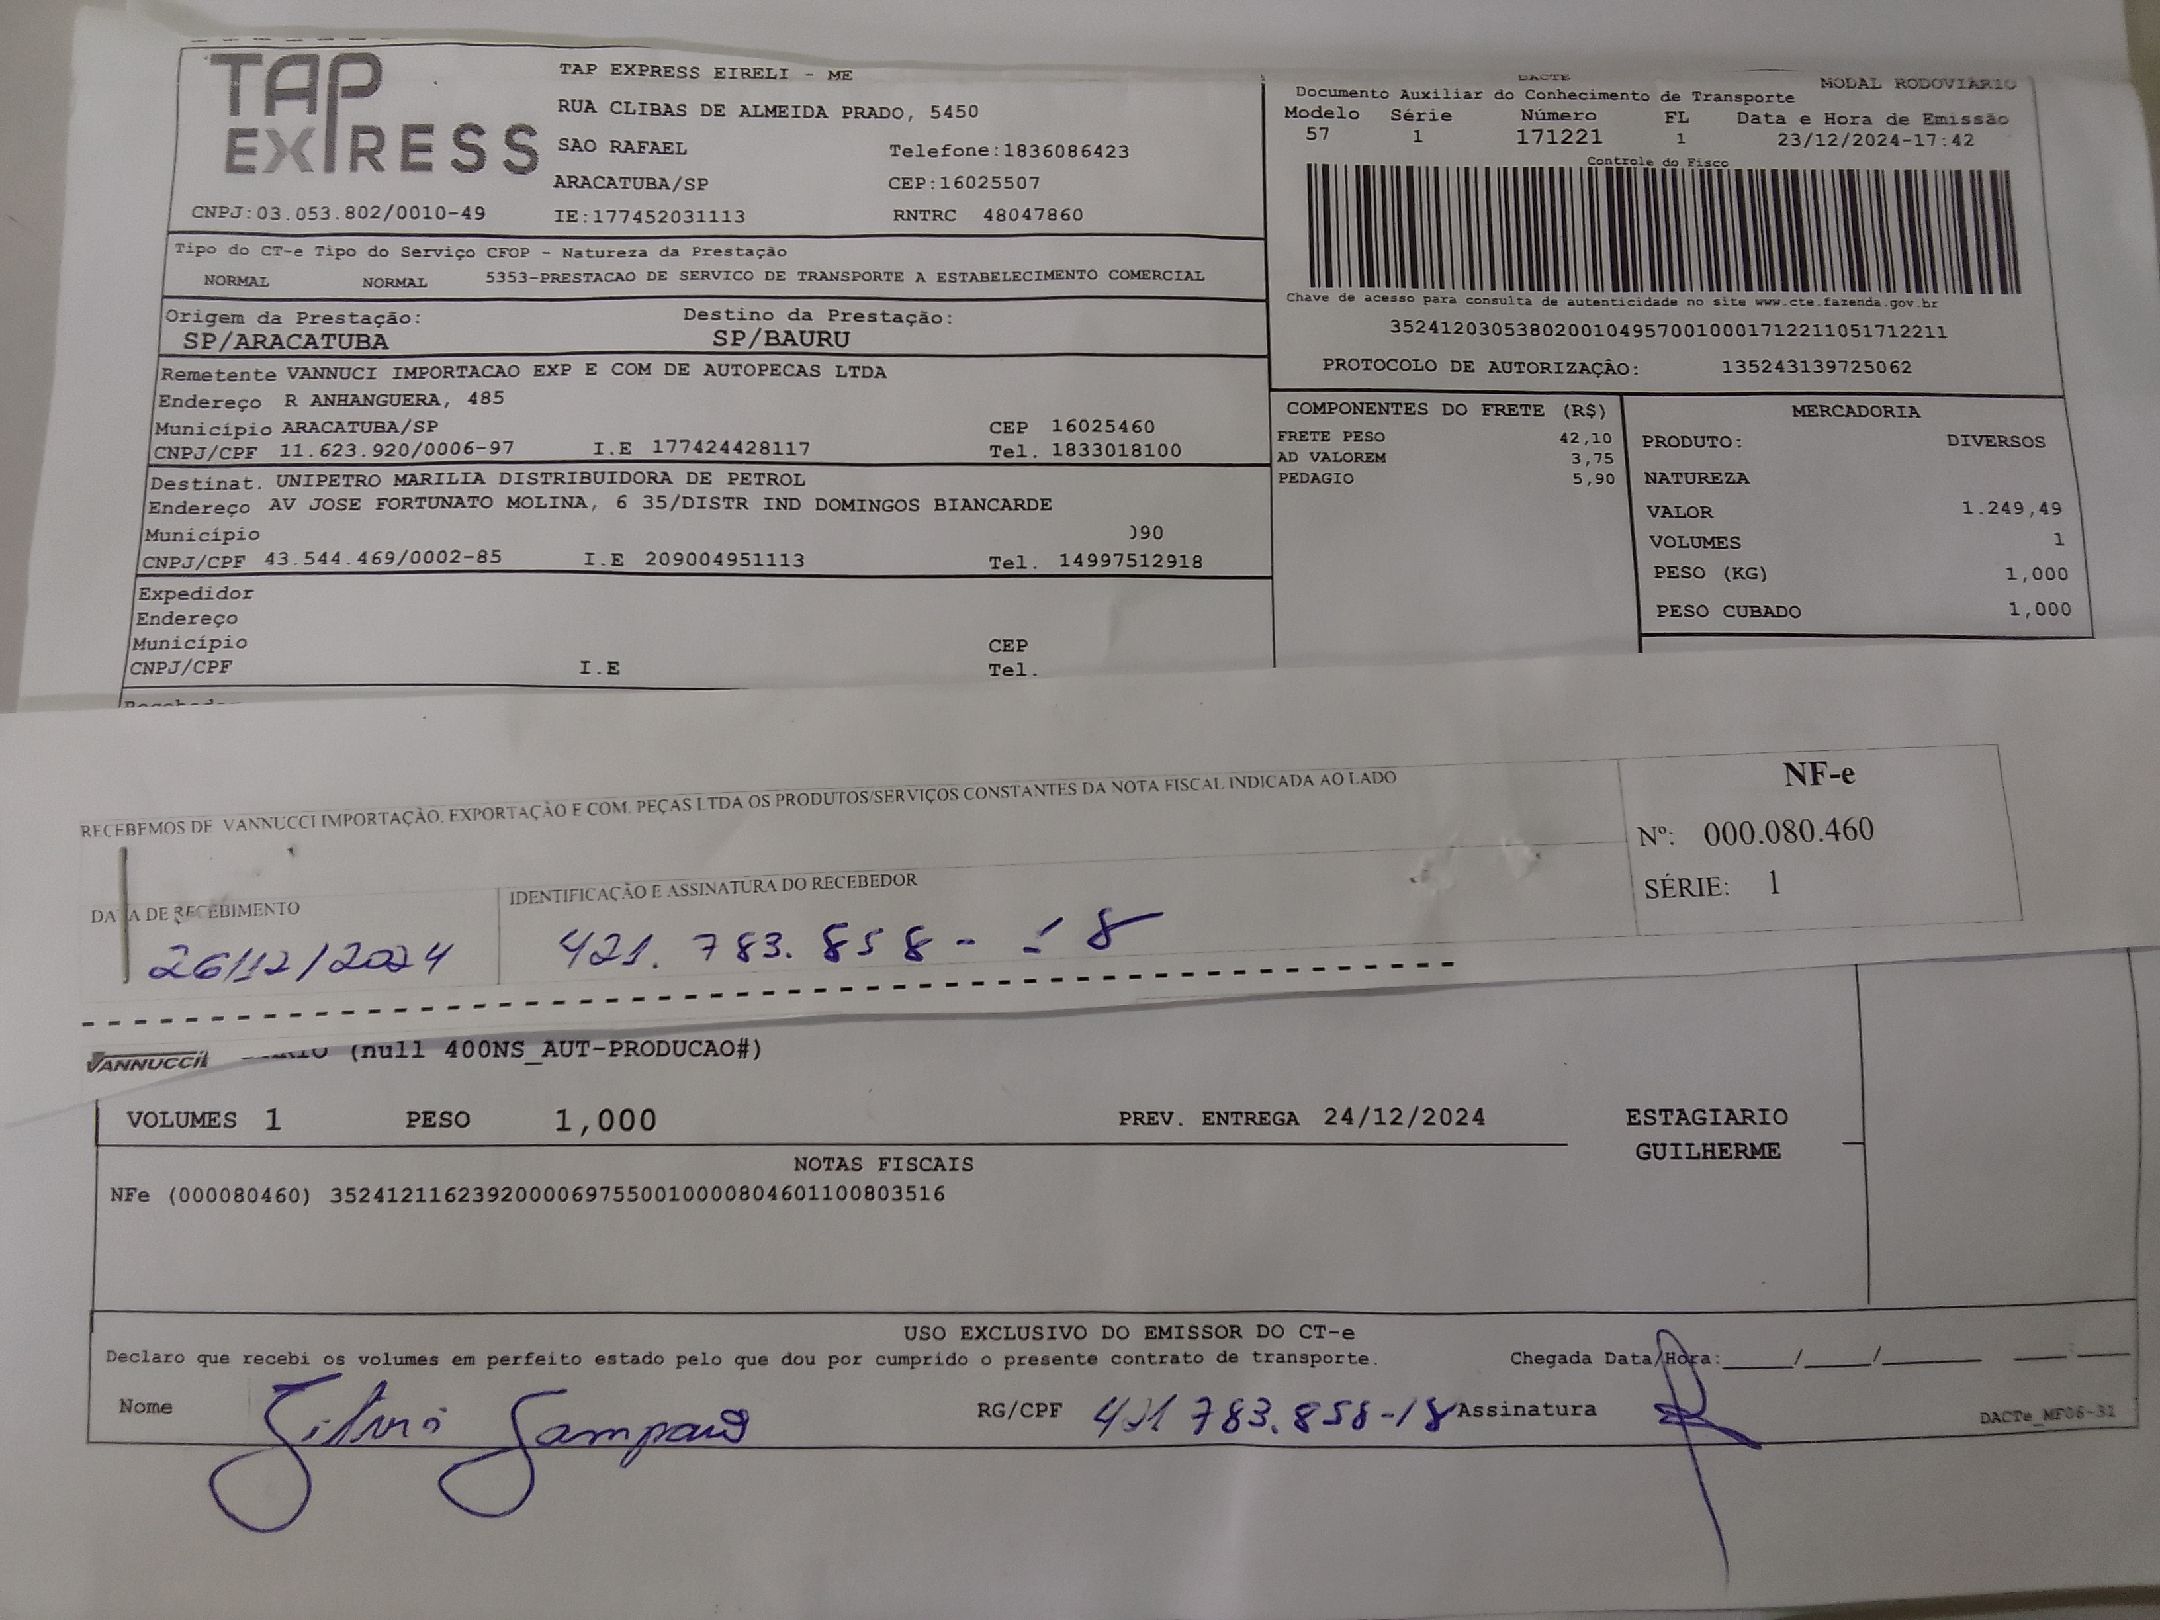 TAP
EXPRESS
TAP EXPRESS EIRELI - ME
RUA CLIBAS DE ALMEIDA PRADO, 5450
SAO RAFAEL Telefone:1836086423
ARACATUBA/SP CEP:16025507
CNPJ:03.053.802/0010-49 IE:177452031113 RNTRC 48047860
DACTE MODAL RODOVIARIO
Documento Auxiliar do Conhecimento de Transporte
Modelo Série Número FL Data e Hora de Emissão
57 1 171221 1 23/12/2024-17:42
Controle do Fisco
Chave de acesso para consulta de autenticidade no site www.cte.fazenda.gov.br
35241203053802001049570010001712211051712211
PROTOCOLO DE AUTORIZAÇÃO: 135243139725062
Tipo do CT-e Tipo do Serviço CFOP - Natureza da Prestação
NORMAL NORMAL 5353-PRESTACAO DE SERVICO DE TRANSPORTE A ESTABELECIMENTO COMERCIAL
Origem da Prestação: Destino da Prestação:
SP/ARACATUBA SP/BAURU
Remetente VANNUCI IMPORTACAO EXP E COM DE AUTOPECAS LTDA
Endereço R ANHANGUERA, 485
Município ARACATUBA/SP CEP 16025460
CNPJ/CPF 11.623.920/0006-97 I.E 177424428117 Tel. 1833018100
Destinat. UNIPETRO MARILIA DISTRIBUIDORA DE PETROL
Endereço AV JOSE FORTUNATO MOLINA, 6 35/DISTR IND DOMINGOS BIANCARDE
Município 090
CNPJ/CPF 43.544.469/0002-85 I.E 209004951113 Tel. 14997512918
Expedidor
Endereço
Município CEP
CNPJ/CPF I.E Tel.
COMPONENTES DO FRETE (R$)
FRETE PESO 42,10
AD VALOREM 3,75
PEDAGIO 5,90
MERCADORIA
PRODUTO: DIVERSOS
NATUREZA
VALOR 1.249,49
VOLUMES 1
PESO (KG) 1,000
PESO CUBADO 1,000
RECEBEMOS DE VANNUCCI IMPORTAÇÃO, EXPORTAÇÃO E COM. PEÇAS LTDA OS PRODUTOS/SERVIÇOS CONSTANTES DA NOTA FISCAL INDICADA AO LADO
NF-e
Nº: 000.080.460
SÉRIE: 1
DATA DE RECEBIMENTO IDENTIFICAÇÃO E ASSINATURA DO RECEBEDOR
26/12/2024 421.783.858-18
VANNUCCI (null 400NS_AUT-PRODUCAO#)
VOLUMES 1 PESO 1,000 PREV. ENTREGA 24/12/2024 ESTAGIARIO
GUILHERME
NOTAS FISCAIS
NFe (000080460) 35241211623920000697550010000804601100803516
USO EXCLUSIVO DO EMISSOR DO CT-e
Declaro que recebi os volumes em perfeito estado pelo que dou por cumprido o presente contrato de transporte. Chegada Data/Hora:____/____/____ ____:____
Nome RG/CPF 421 783.858-18 Assinatura
DACTe_MF06-31